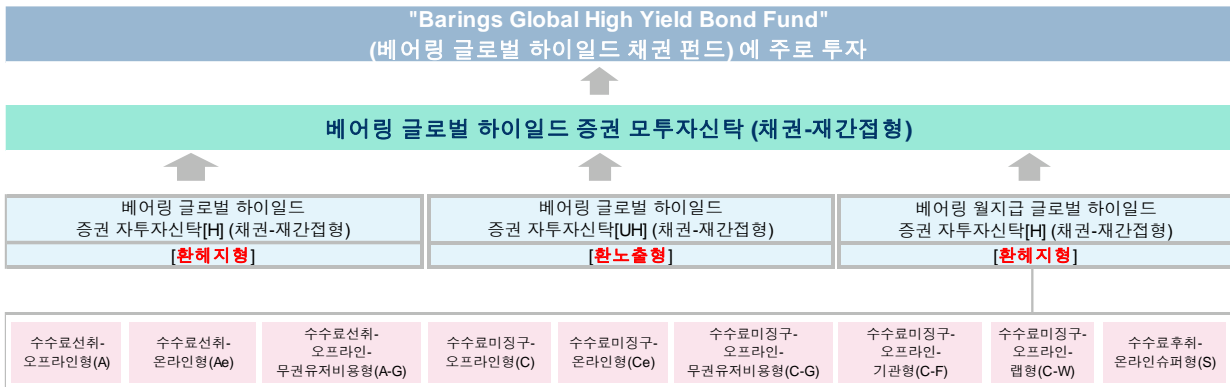 "Barings Global High Yield Bond Fund"
(베어링 글로벌 하이일드 채권 펀드) 에 주로 투자
베어링 글로벌 하이일드 증권 모투자신탁 (채권-재간접형)
베어링 글로벌 하이일드
증권 자투자신탁[H] (채권-재간접형)
[환헤지형]
베어링 글로벌 하이일드
증권 자투자신탁[UH] (채권-재간접형)
[환노출형]
베어링 월지급 글로벌 하이일드
증권 자투자신탁[H] (채권-재간접형)
[환헤지형]
수수료선취-
오프라인형(A)
수수료선취-
온라인형(Ae)
수수료선취-
오프라인-
무권유저비용형(A-G)
수수료미징구-
오프라인형(C)
수수료미징구-
온라인형(Ce)
수수료미징구-
오프라인-
무권유저비용형(C-G)
수수료미징구-
오프라인-
기관형(C-F)
수수료미징구-
오프라인-
랩형(C-W)
수수료후취-
온라인슈퍼형(S)